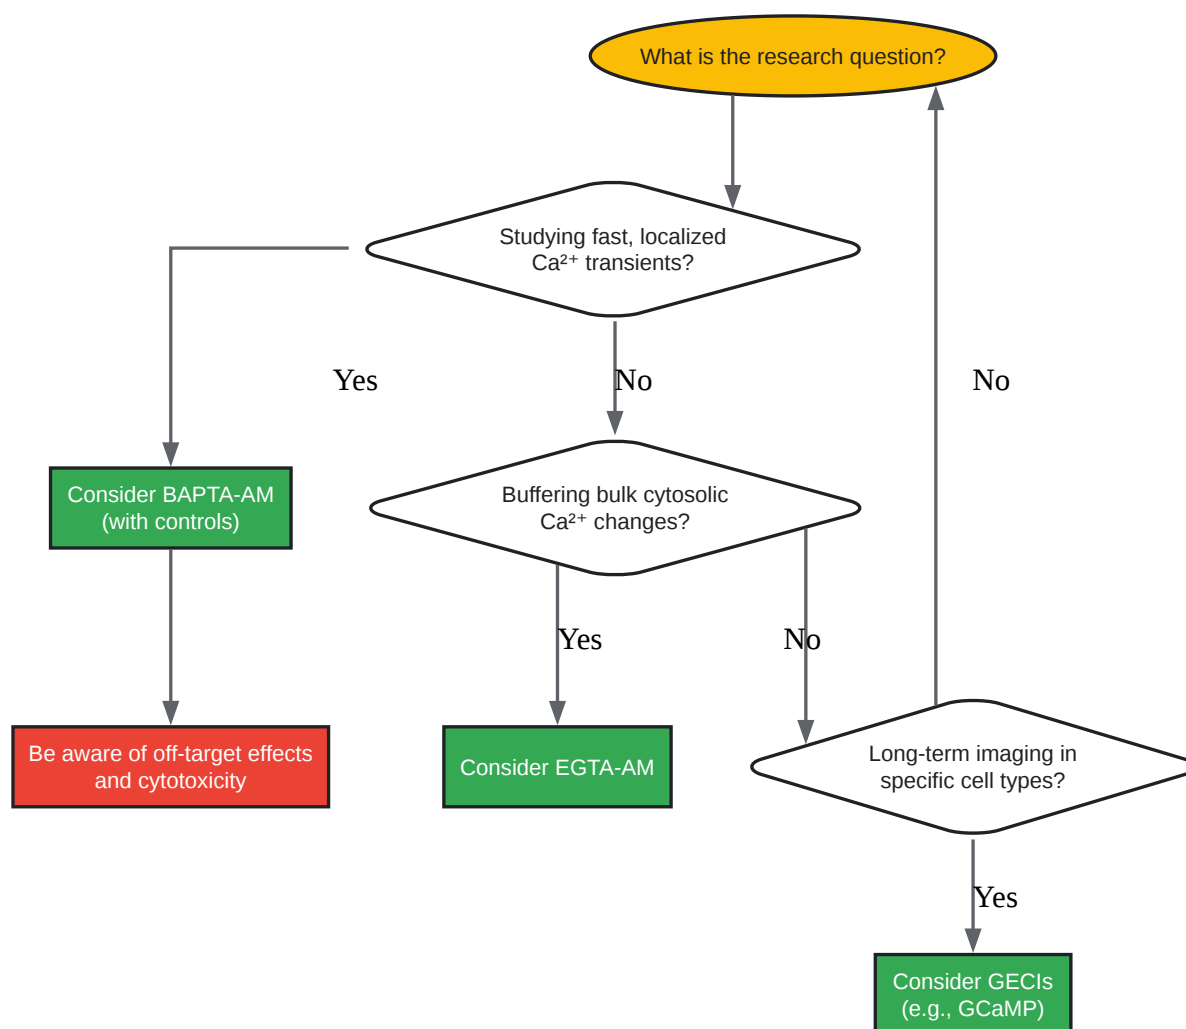 What is the research question?
Studying fast, localized
Ca²⁺ transients?
Yes
No
No
Consider BAPTA-AM
(with controls)
Buffering bulk cytosolic
Ca²⁺ changes?
Yes
No
Be aware of off-target effects
and cytotoxicity
Consider EGTA-AM
Long-term imaging in
specific cell types?
Yes
Consider GECIs
(e.g., GCaMP)